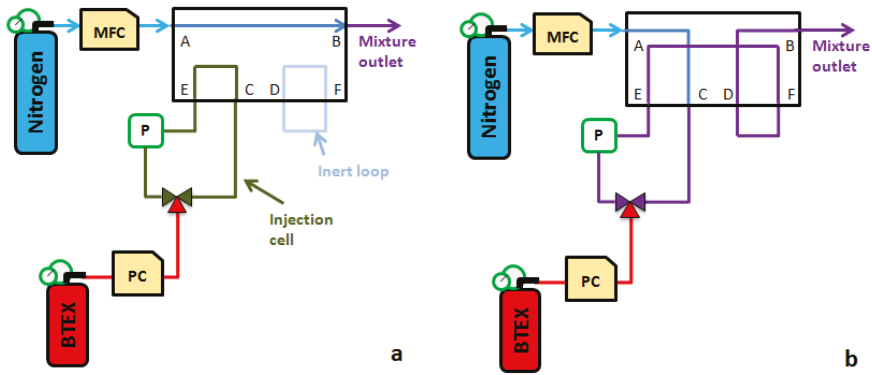 Nitrogen
MFC
A
B
Mixture
outlet
E
C
D
F
P
Inert loop
Injection
cell
PC
BTEX
a
Nitrogen
MFC
A
B
Mixture
outlet
E
C
D
F
P
PC
BTEX
b